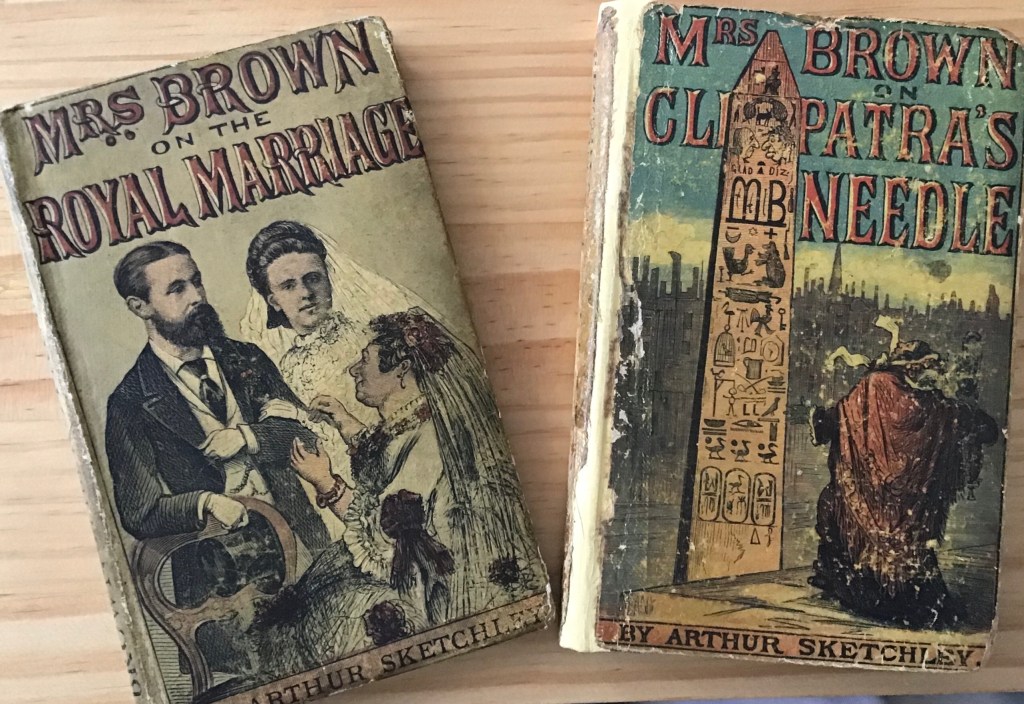 MRS BROWN
ON THE
ROYAL MARRIAGE
ARTHUR SKETCHLEY
MRS BROWN
ON
CLEOPATRA'S
NEEDLE
MB
BY ARTHUR SKETCHLEY.